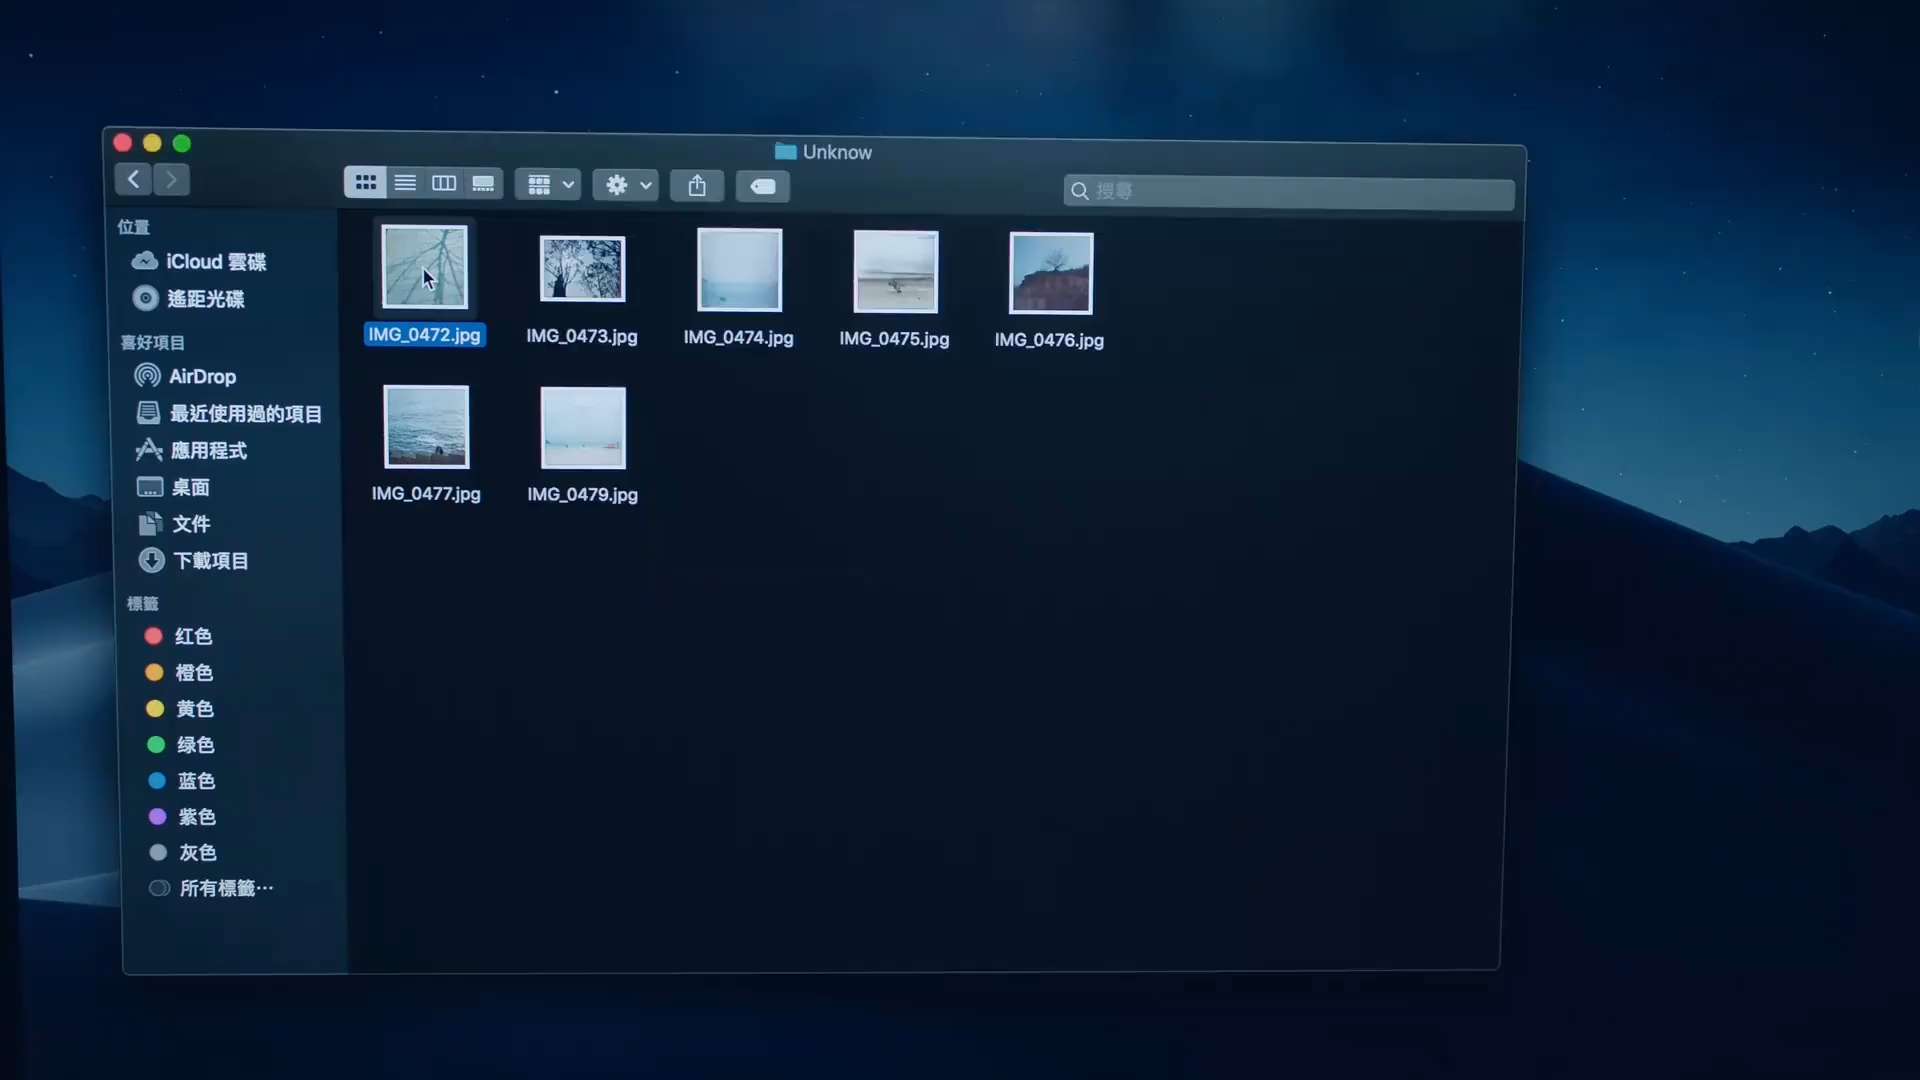 Unknow
搜尋
位置
iCloud 雲碟
遙距光碟
喜好項目
AirDrop
最近使用過的項目
應用程式
桌面
文件
下載項目
標籤
红色
橙色
黄色
绿色
蓝色
紫色
灰色
所有標籤…
IMG_0472.jpg
IMG_0473.jpg
IMG_0474.jpg
IMG_0475.jpg
IMG_0476.jpg
IMG_0477.jpg
IMG_0479.jpg